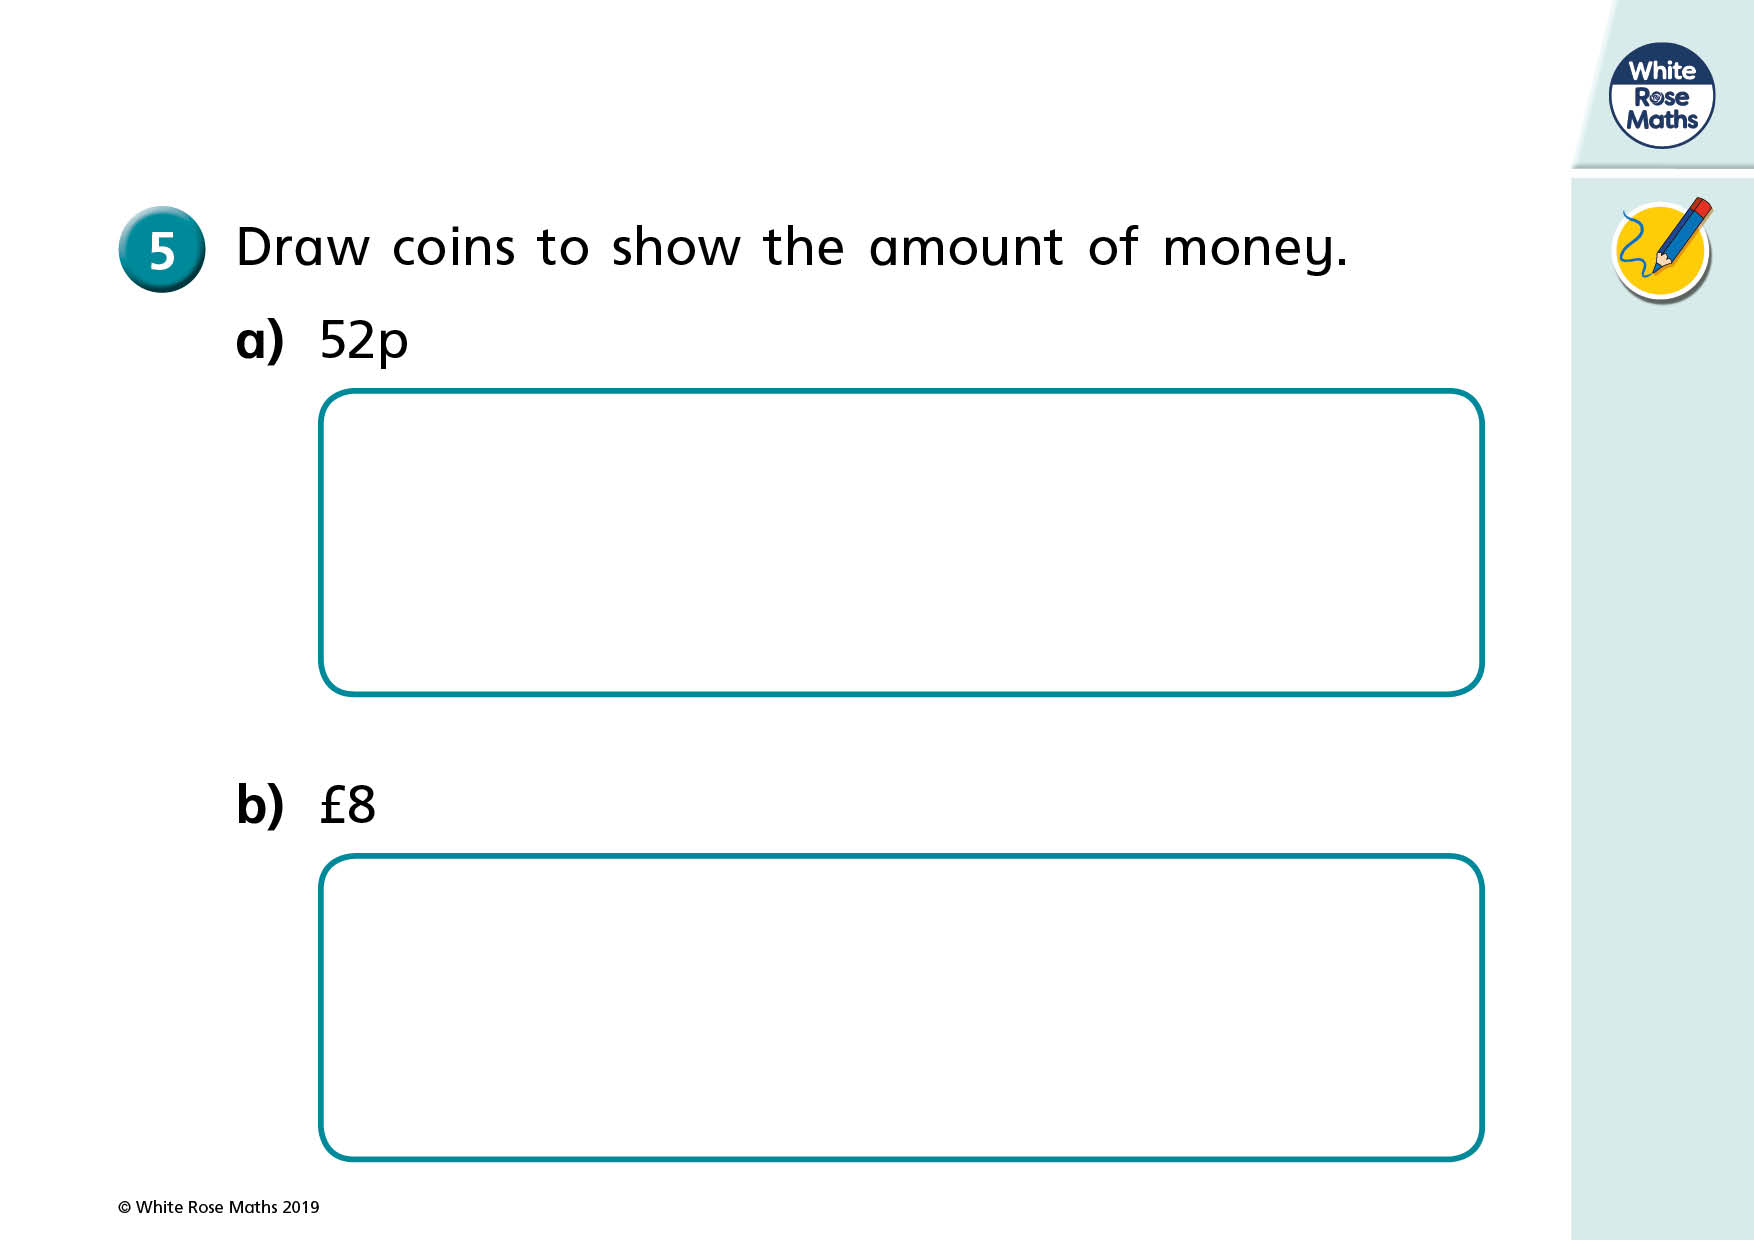 White
Rose
Maths
5 Draw coins to show the amount of money.
a) 52p
b) £8
© White Rose Maths 2019